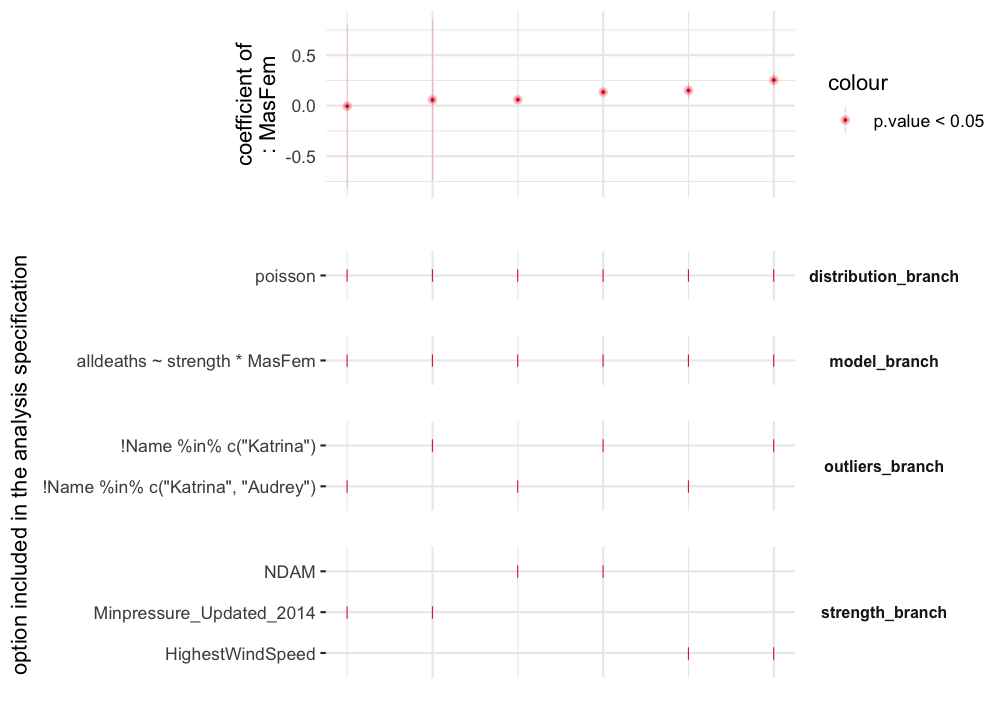 coefficient of
: MasFem
0.5
0.0
-0.5
colour
p.value < 0.05
option included in the analysis specification
poisson
distribution_branch
alldeaths ~ strength * MasFem
model_branch
!Name %in% c("Katrina")
!Name %in% c("Katrina", "Audrey")
outliers_branch
NDAM
Minpressure_Updated_2014
HighestWindSpeed
strength_branch